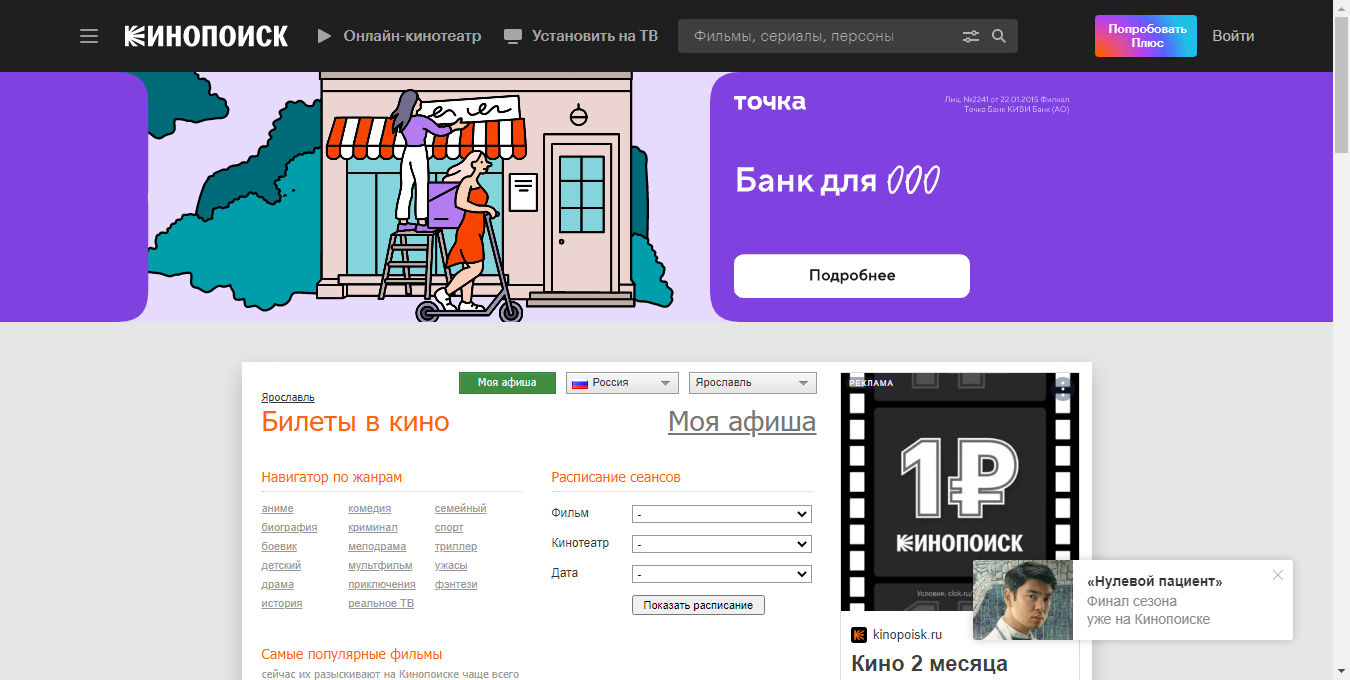 КИНОПОИСК
Онлайн-кинотеатр
Установить на ТВ
Фильмы, сериалы, персоны
Попробовать
Плюс
Войти
точка
Лиц. №2241 от 22.01.2015 Филиал
Точка Банк КИВИ Банк (АО)
Банк для ООО
Подробнее
Моя афиша
Россия
Ярославль
Ярославль
Билеты в кино
Моя афиша
Навигатор по жанрам
аниме комедия семейный
биография криминал спорт
боевик мелодрама триллер
детский мультфильм ужасы
драма приключения фэнтези
история реальное ТВ
Расписание сеансов
Фильм -
Кинотеатр -
Дата -
Показать расписание
Самые популярные фильмы
сейчас их разыскивают на Кинопоиске чаще всего
РЕКЛАМА
1₽
КИНОПОИСК
Условия: clck.ru/
kinopoisk.ru
Кино 2 месяца
«Нулевой пациент»
Финал сезона
уже на Кинопоиске